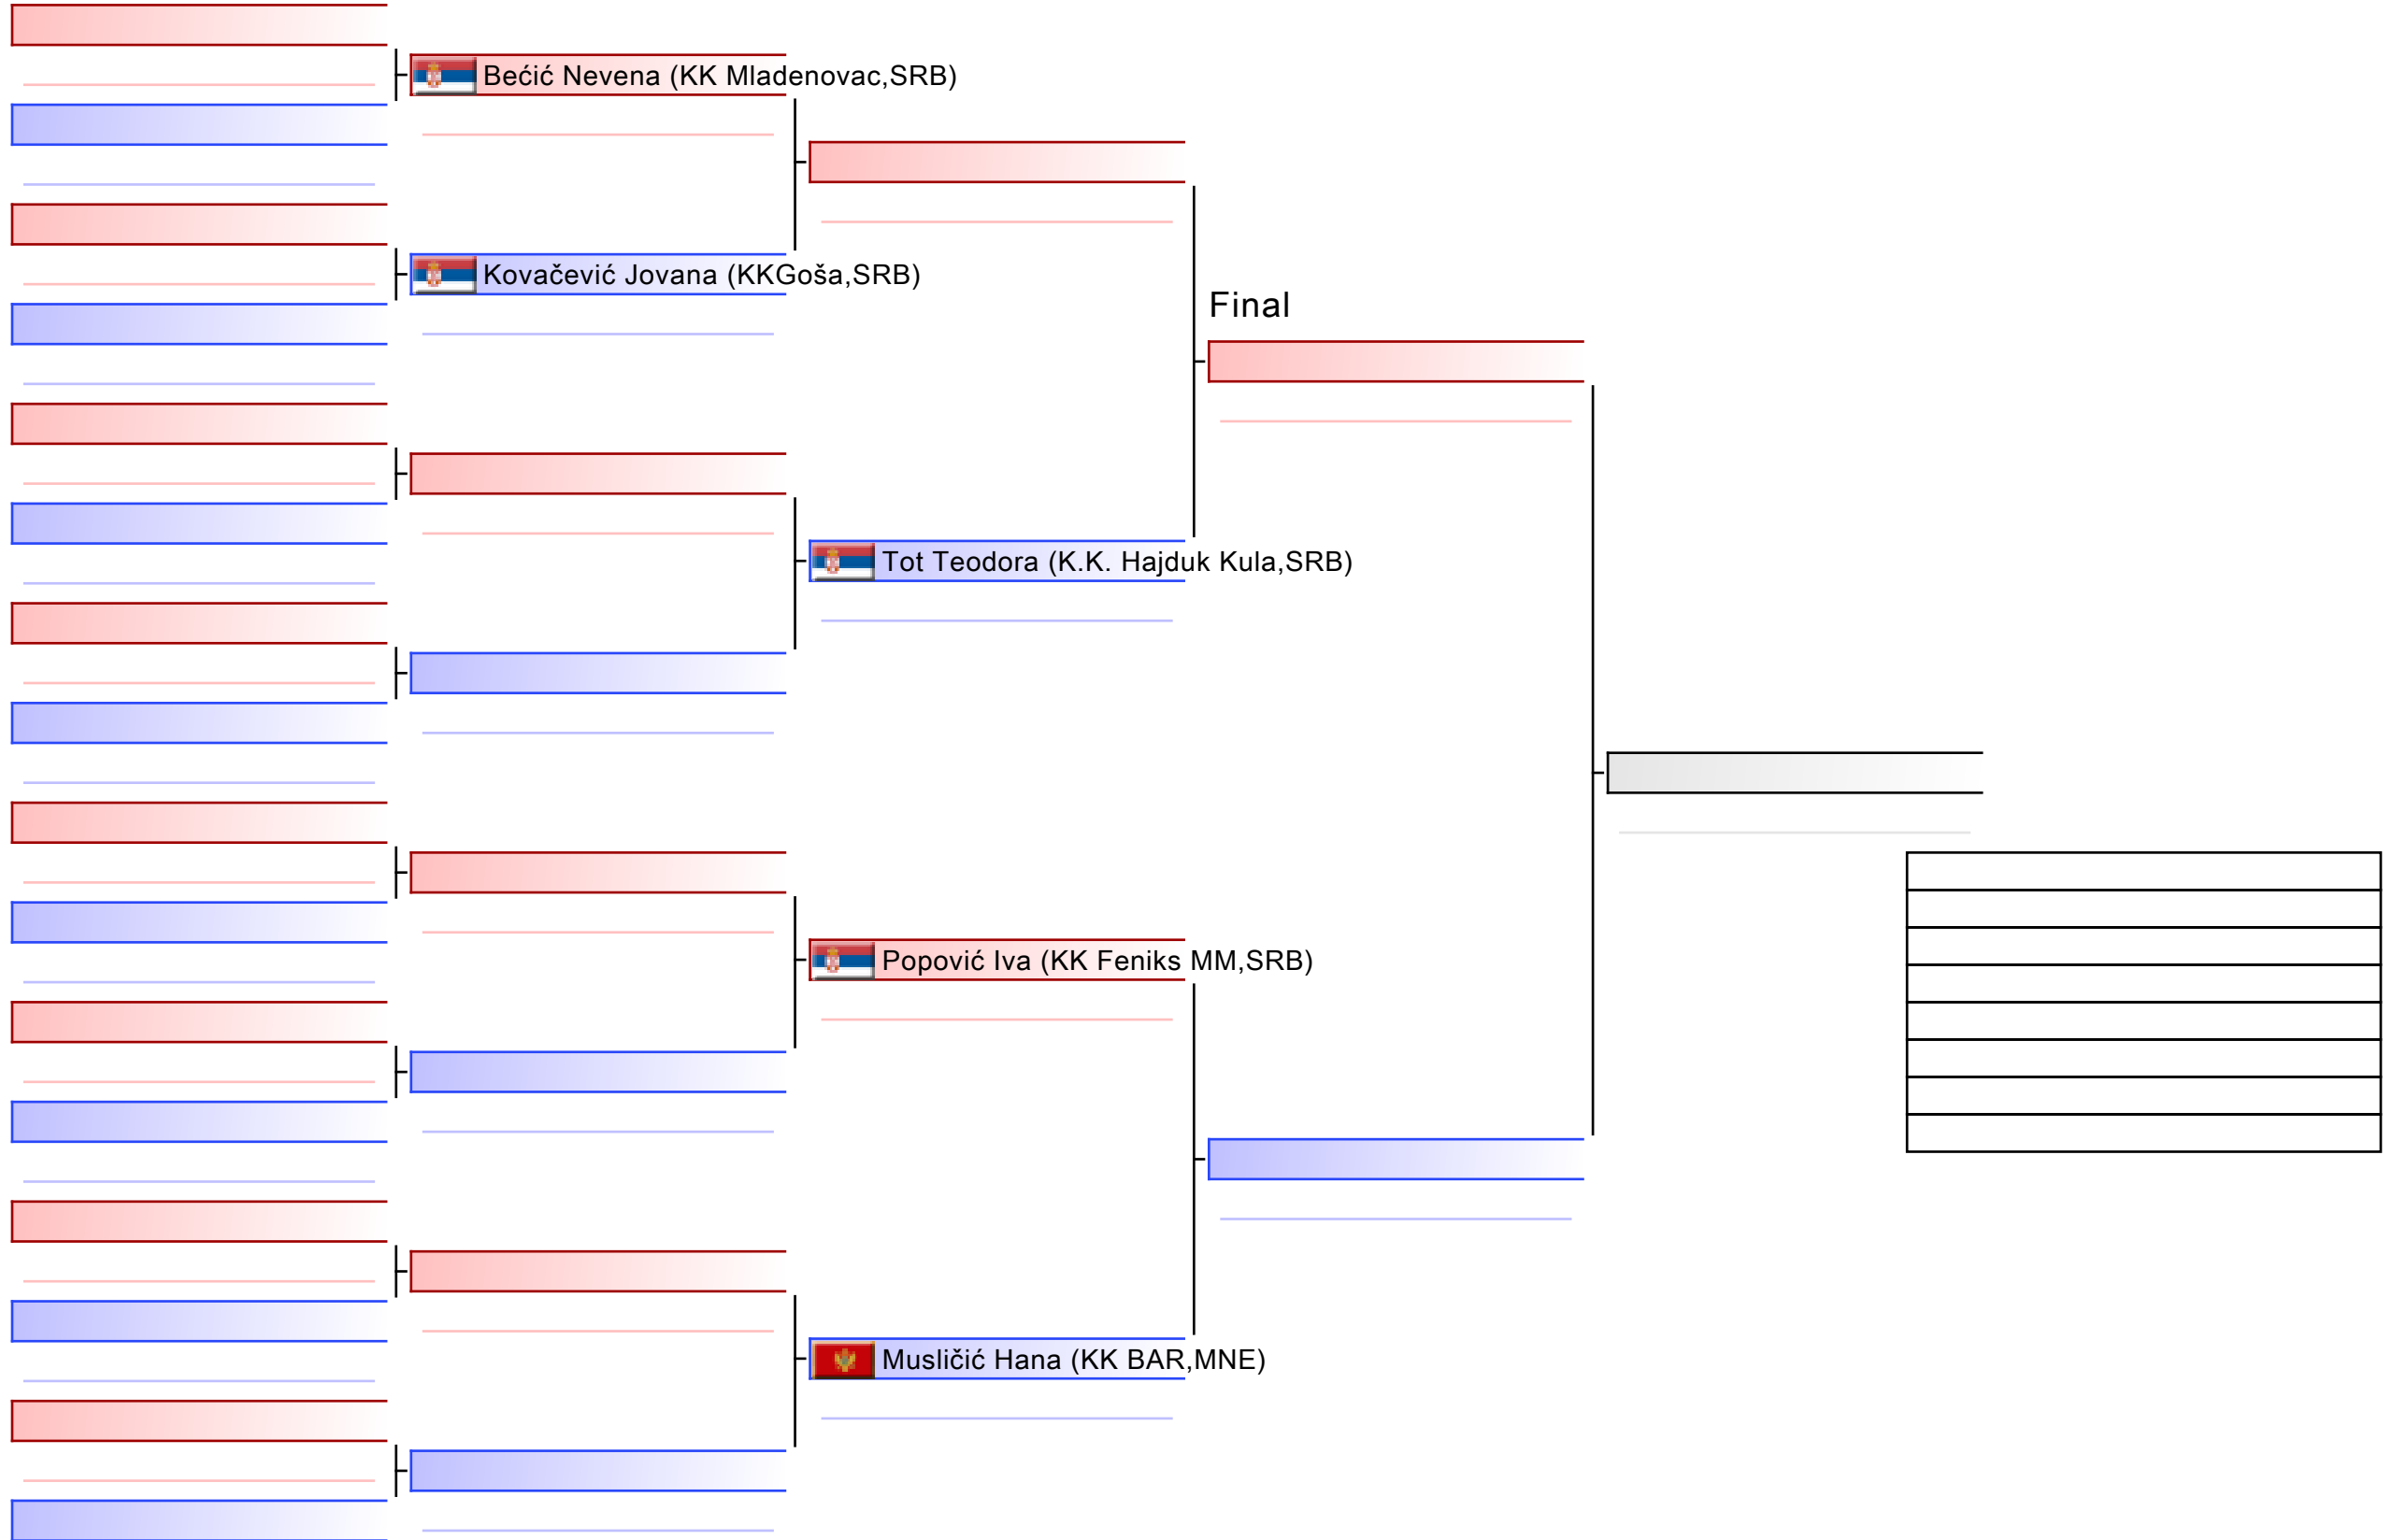 Bećić Nevena (KK Mladenovac,SRB)
Kovačević Jovana (KKGoša,SRB)
Final
Tot Teodora (K.K. Hajduk Kula,SRB)
Popović Iva (KK Feniks MM,SRB)
Musličić Hana (KK BAR,MNE)